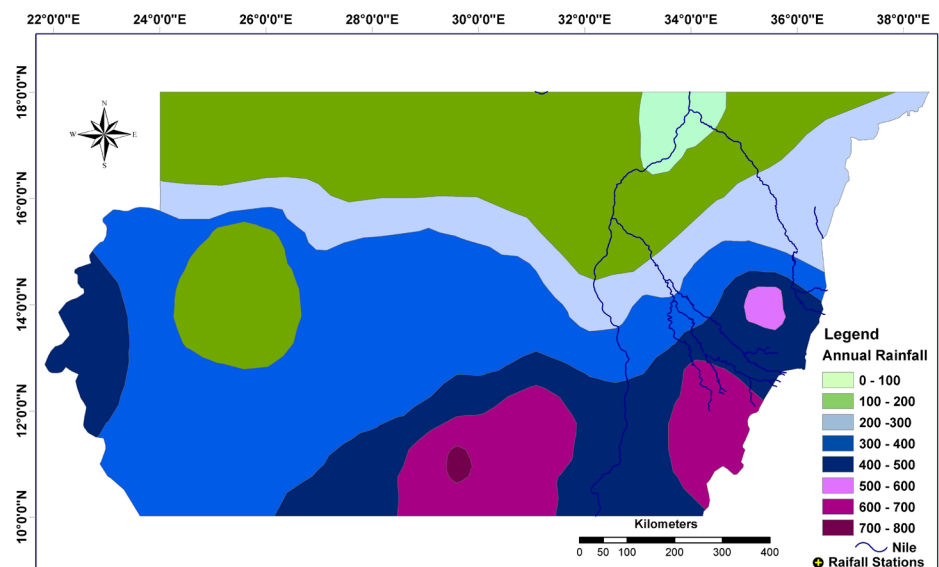 22°0'0"E 24°0'0"E 26°0'0"E 28°0'0"E 30°0'0"E 32°0'0"E 34°0'0"E 36°0'0"E 38°0'0"E
18°0'0"N
16°0'0"N
14°0'0"N
12°0'0"N
10°0'0"N
N
W E
S
Legend
Annual Rainfall
0 - 100
100 - 200
200 -300
300 - 400
400 - 500
500 - 600
600 - 700
700 - 800
Nile
Raifall Stations
Kilometers
0 50 100 200 300 400